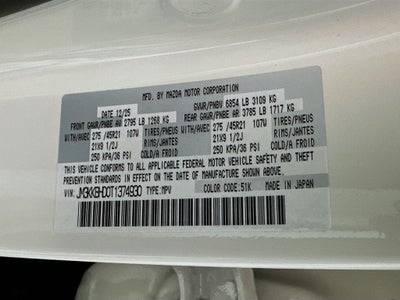 MFD. BY MAZDA MOTOR CORPORATION
DATE 12/25 GVWR/PNBV 6854 LB 3109 KG
FRONT GAWR/PNBE AV 2795 LB 1268 KG REAR GAWR/PNBE AR 3785 LB 1717 KG
WITH/AVEC 275 /45R21 107W TIRES/PNEUS WITH/AVEC 275 /45R21 107W TIRES/PNEUS
21X9 1/2J RIMS/JANTES 21X9 1/2J
250 KPA/36 PSI COLD/A FROID 250 KPA/36 PSI COLD/A FROID
THIS VEHICLE CONFORMS TO ALL APPLICABLE FEDERAL MOTOR VEHICLE SAFETY AND THEFT
PREVENTION STANDARDS IN EFFECT ON THE DATE OF MANUFACTURE SHOWN ABOVE.
VIN: TYPE:MPV COLOR CODE:51K MADE IN JAPAN